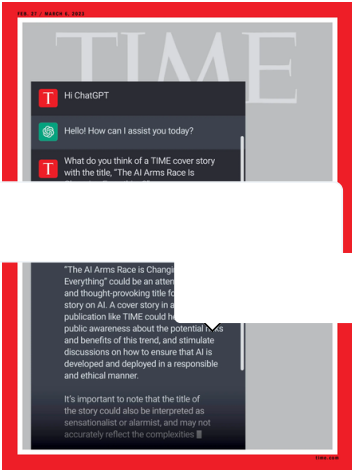 FEB. 27 / MARCH 6, 2023
TIME
T Hi ChatGPT
Hello! How can I assist you today?
What do you think of a TIME cover story
T with the title, "The AI Arms Race Is
"The AI Arms Race is Changi
Everything" could be an atten
and thought-provoking title fo
story on AI. A cover story in a
publication like TIME could he
public awareness about the potential risks
and benefits of this trend, and stimulate
discussions on how to ensure that AI is
developed and deployed in a responsible
and ethical manner.
It's important to note that the title of
the story could also be interpreted as
sensationalist or alarmist, and may not
accurately reflect the complexities
time.com